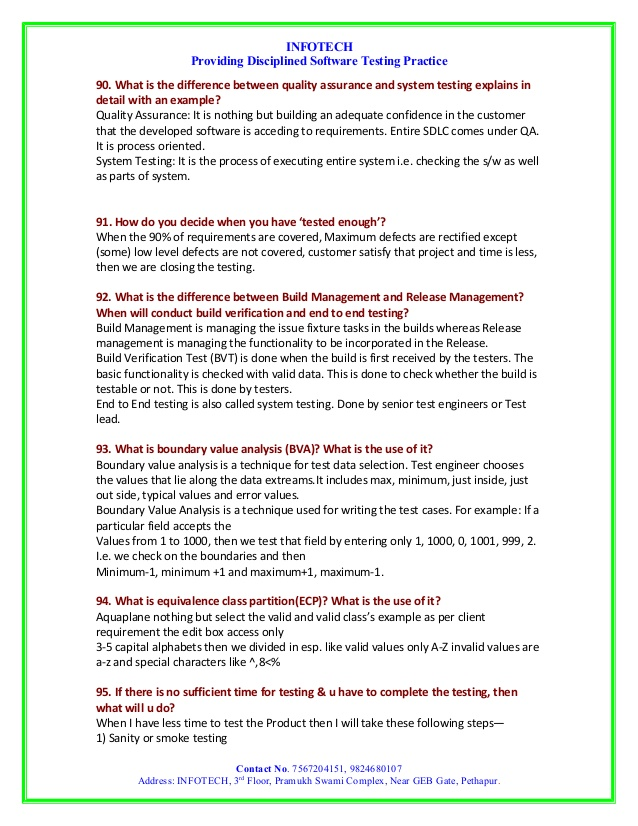 INFOTECH
Providing Disciplined Software Testing Practice
90. What is the difference between quality assurance and system testing explains in
detail with an example?
Quality Assurance: It is nothing but building an adequate confidence in the customer
that the developed software is acceding to requirements. Entire SDLC comes under QA.
It is process oriented.
System Testing: It is the process of executing entire system i.e. checking the s/w as well
as parts of system.
91. How do you decide when you have ‘tested enough’?
When the 90% of requirements are covered, Maximum defects are rectified except
(some) low level defects are not covered, customer satisfy that project and time is less,
then we are closing the testing.
92. What is the difference between Build Management and Release Management?
When will conduct build verification and end to end testing?
Build Management is managing the issue fixture tasks in the builds whereas Release
management is managing the functionality to be incorporated in the Release.
Build Verification Test (BVT) is done when the build is first received by the testers. The
basic functionality is checked with valid data. This is done to check whether the build is
testable or not. This is done by testers.
End to End testing is also called system testing. Done by senior test engineers or Test
lead.
93. What is boundary value analysis (BVA)? What is the use of it?
Boundary value analysis is a technique for test data selection. Test engineer chooses
the values that lie along the data extreams.It includes max, minimum, just inside, just
out side, typical values and error values.
Boundary Value Analysis is a technique used for writing the test cases. For example: If a
particular field accepts the
Values from 1 to 1000, then we test that field by entering only 1, 1000, 0, 1001, 999, 2.
I.e. we check on the boundaries and then
Minimum-1, minimum +1 and maximum+1, maximum-1.
94. What is equivalence class partition(ECP)? What is the use of it?
Aquaplane nothing but select the valid and valid class’s example as per client
requirement the edit box access only
3-5 capital alphabets then we divided in esp. like valid values only A-Z invalid values are
a-z and special characters like ^,8<%
95. If there is no sufficient time for testing & u have to complete the testing, then
what will u do?
When I have less time to test the Product then I will take these following steps—
1) Sanity or smoke testing
Contact No. 7567204151, 9824680107
Address: INFOTECH, 3rd Floor, Pramukh Swami Complex, Near GEB Gate, Pethapur.